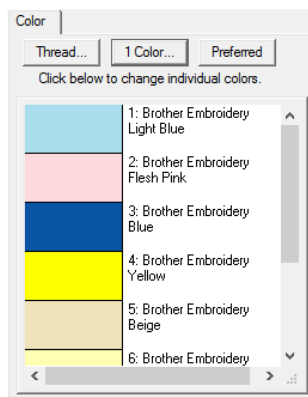 Color
Thread... 1 Color... Preferred
Click below to change individual colors.
1: Brother Embroidery
Light Blue
2: Brother Embroidery
Flesh Pink
3: Brother Embroidery
Blue
4: Brother Embroidery
Yellow
5: Brother Embroidery
Beige
6: Brother Embroidery